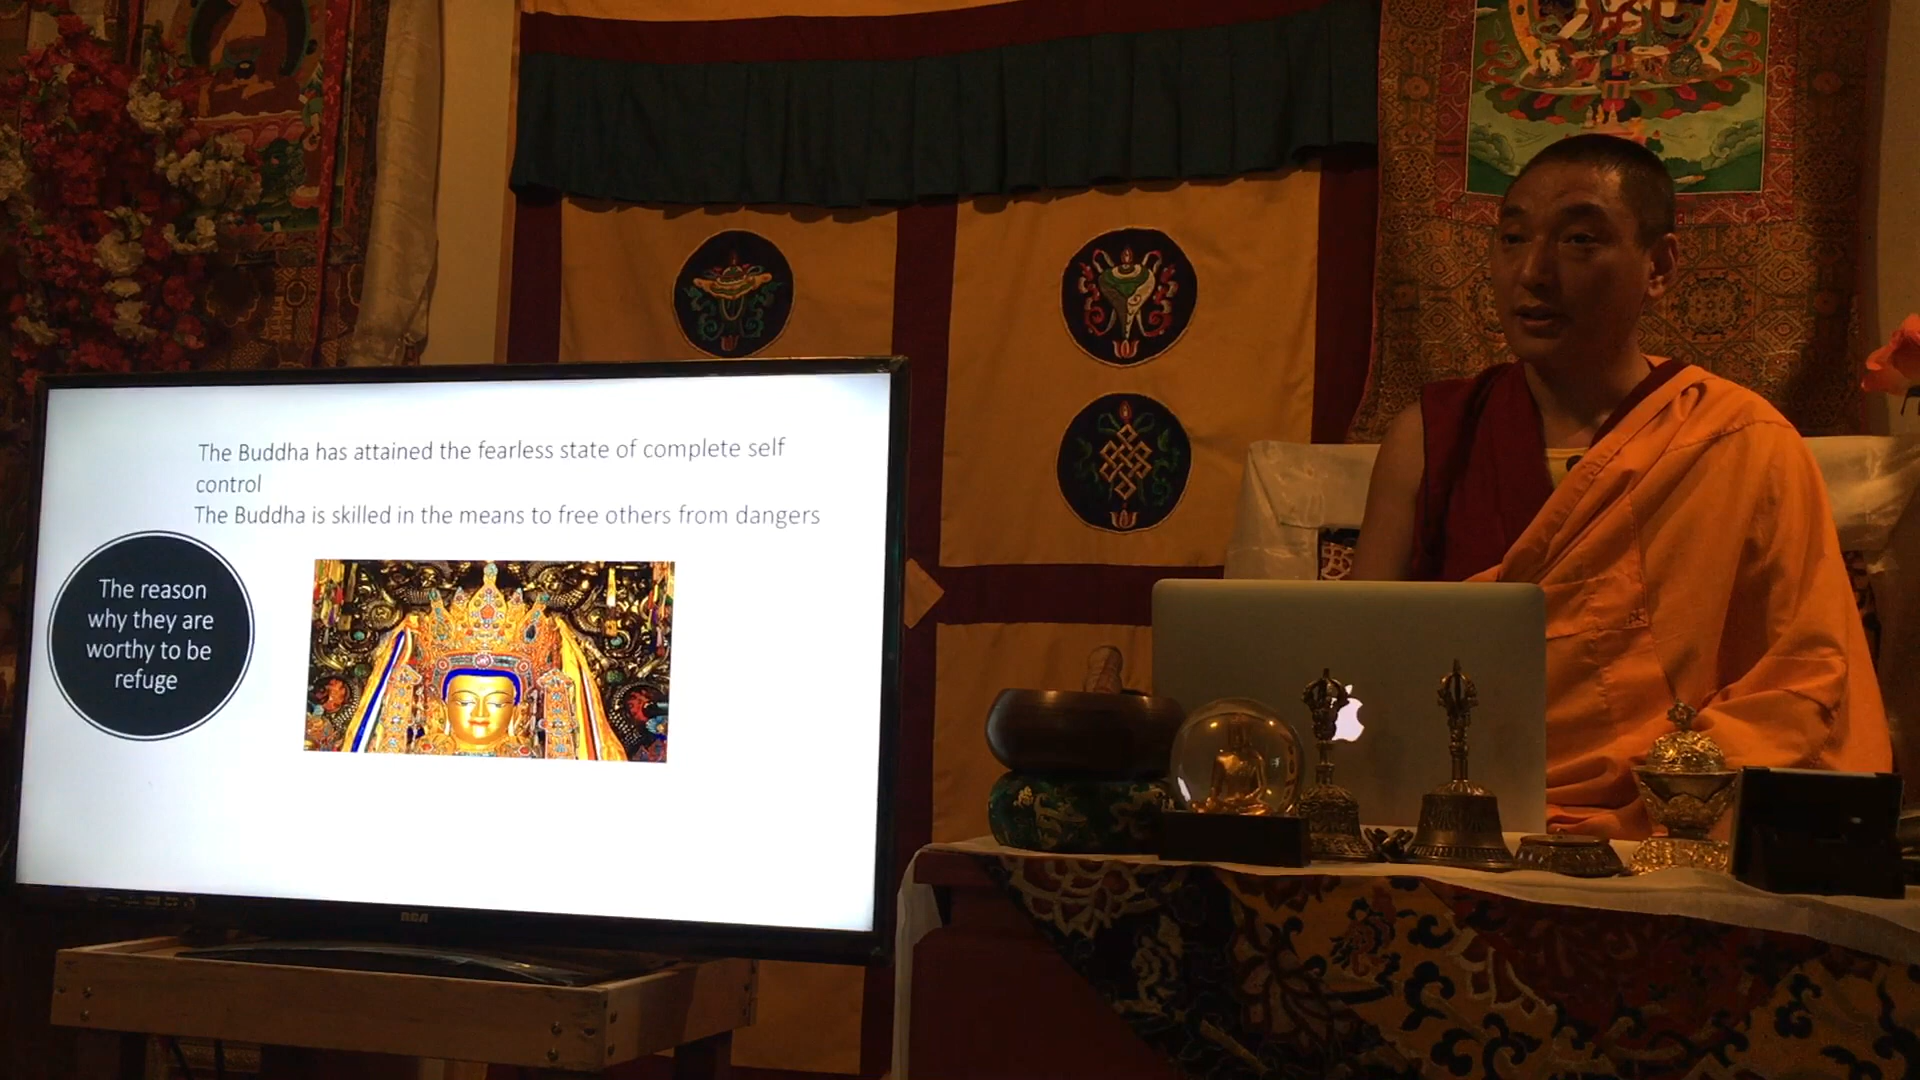 The Buddha has attained the fearless state of complete self
control
The Buddha is skilled in the means to free others from dangers
The reason
why they are
worthy to be
refuge
RCA